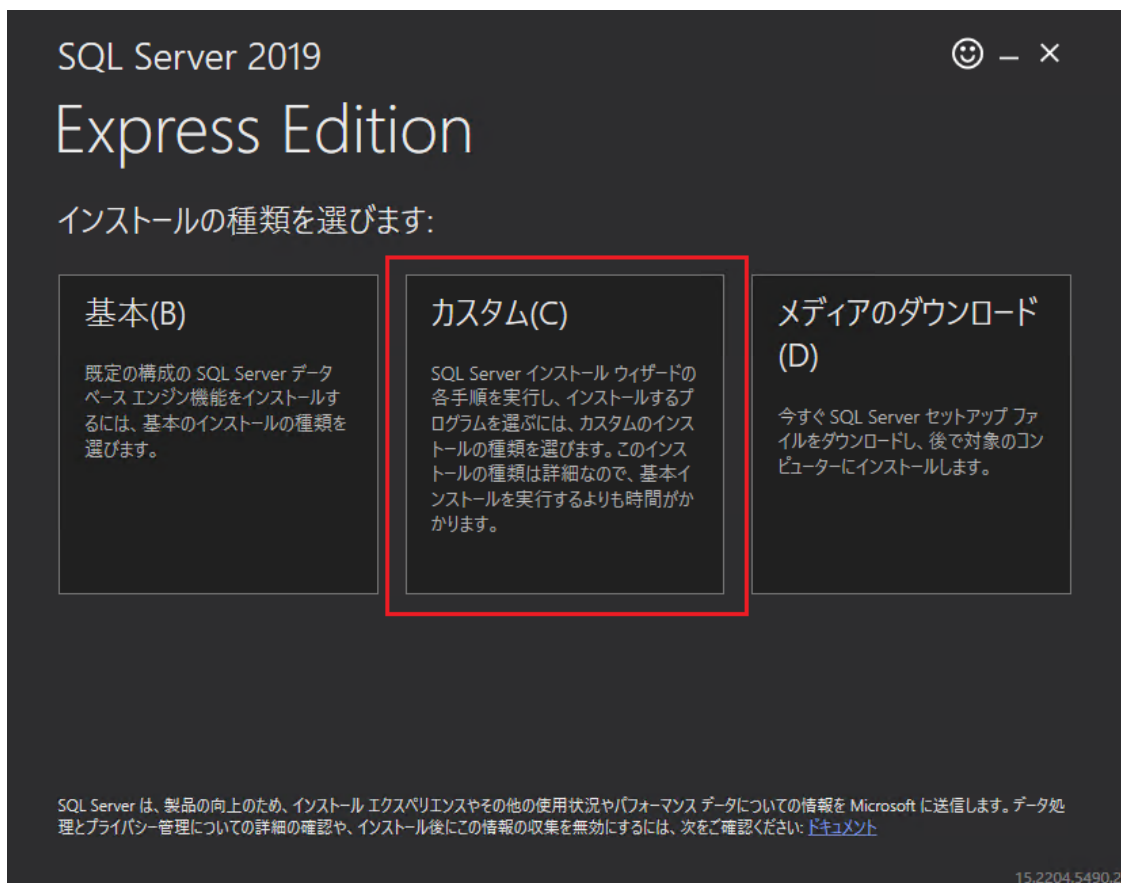 SQL Server 2019
Express Edition
インストールの種類を選びます:
基本(B)
既定の構成の SQL Server データ
ベース エンジン機能をインストールす
るには、基本のインストールの種類を
選びます。
カスタム(C)
SQL Server インストール ウィザードの
各手順を実行し、インストールするプ
ログラムを選ぶには、カスタムのインス
トールの種類を選びます。このインス
トールの種類は詳細なので、基本イ
ンストールを実行するよりも時間がか
かります。
メディアのダウンロード
(D)
今すぐ SQL Server セットアップ ファ
イルをダウンロードし、後で対象のコン
ピューターにインストールします。
SQL Server は、製品の向上のため、インストール エクスペリエンスやその他の使用状況やパフォーマンス データについての情報を Microsoft に送信します。データ処
理とプライバシー管理についての詳細の確認や、インストール後にこの情報の収集を無効にするには、次をご確認ください: ドキュメント
15.2204.5490.2